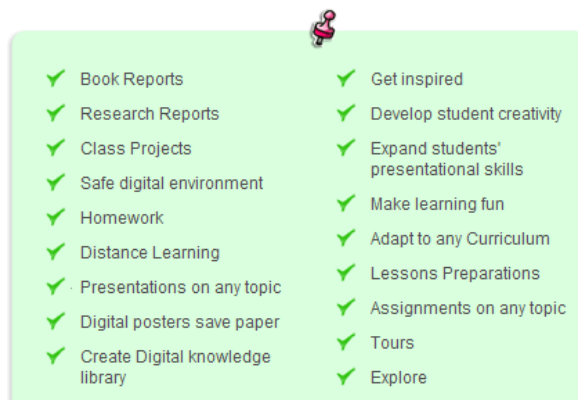 Book Reports
Research Reports
Class Projects
Safe digital environment
Homework
Distance Learning
Presentations on any topic
Digital posters save paper
Create Digital knowledge
library
Get inspired
Develop student creativity
Expand students'
presentational skills
Make learning fun
Adapt to any Curriculum
Lessons Preparations
Assignments on any topic
Tours
Explore